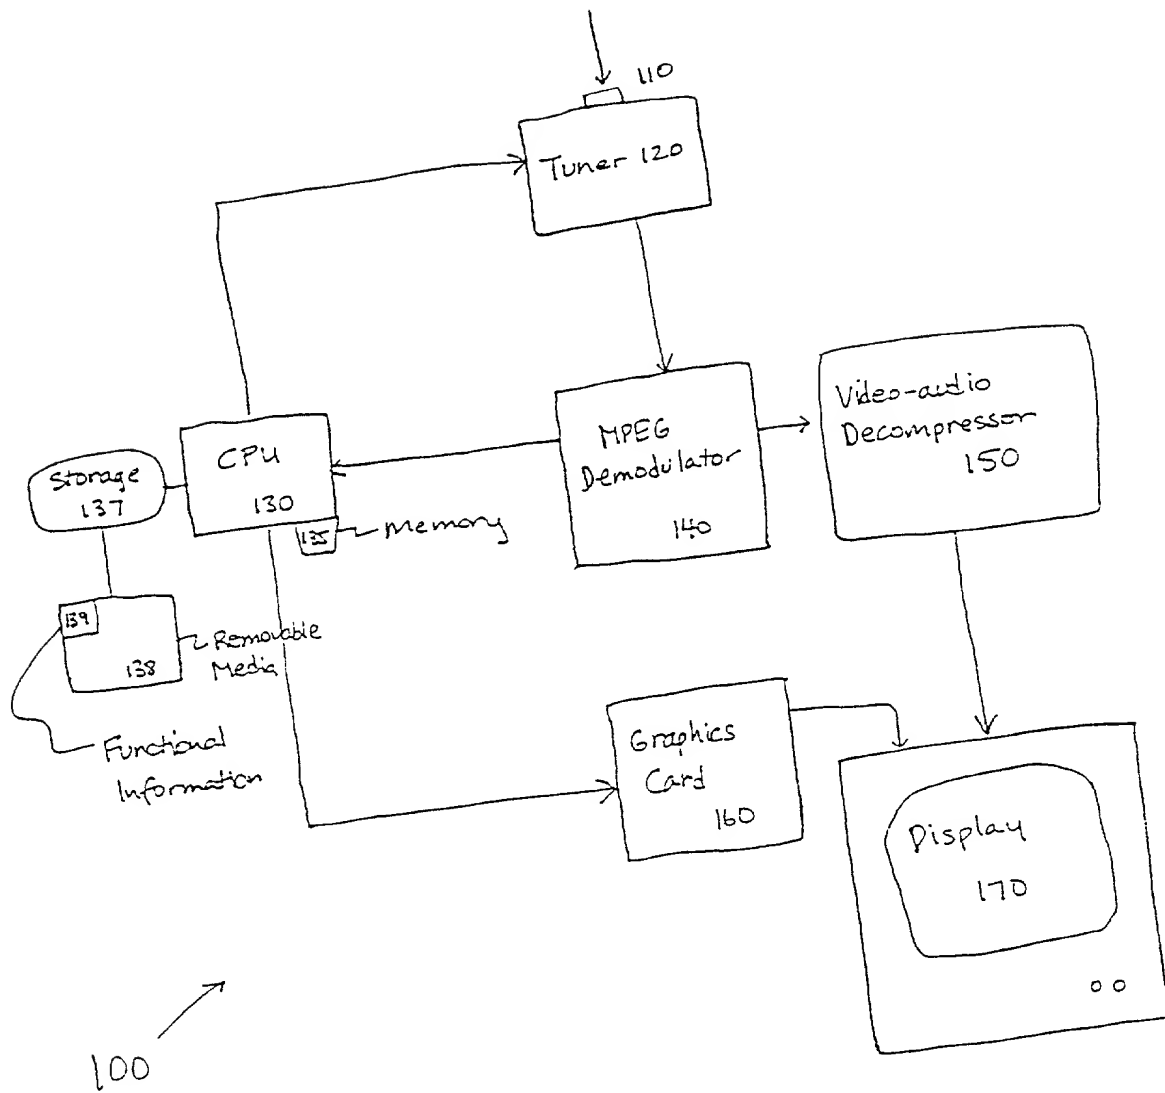 110
Tuner 120
Video-audio
Decompressor
150
MPEG
Demodulator
140
CPU
130
Storage
137
135
Memory
139
138
Removable
Media
Functional
Information
Graphics
Card
160
Display
170
100